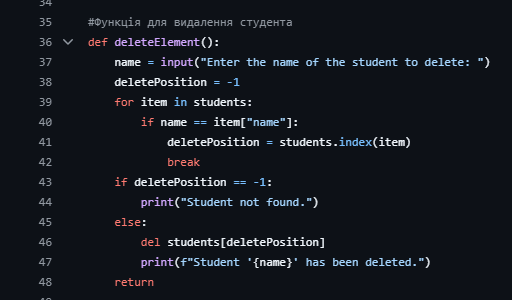 34
35 #Функція для видалення студента
36 def deleteElement():
37 name = input("Enter the name of the student to delete: ")
38 deletePosition = -1
39 for item in students:
40 if name == item["name"]:
41 deletePosition = students.index(item)
42 break
43 if deletePosition == -1:
44 print("Student not found.")
45 else:
46 del students[deletePosition]
47 print(f"Student '{name}' has been deleted.")
48 return